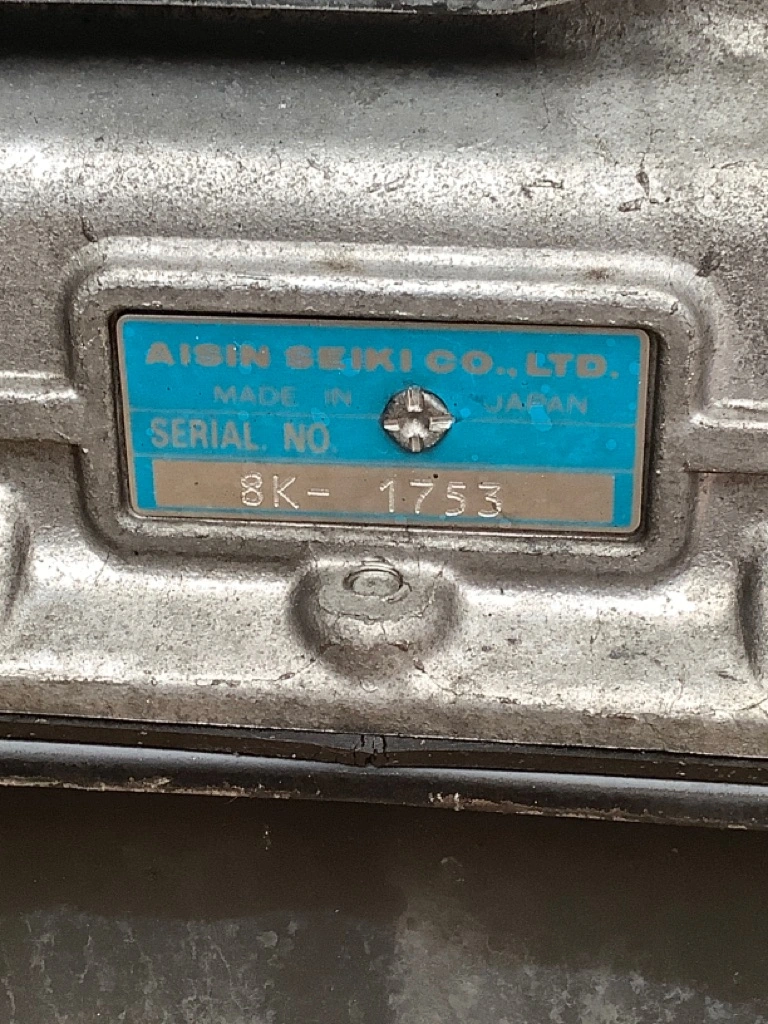 AISIN SEIKI CO., LTD.
MADE IN JAPAN
SERIAL. NO.
8K- 1753